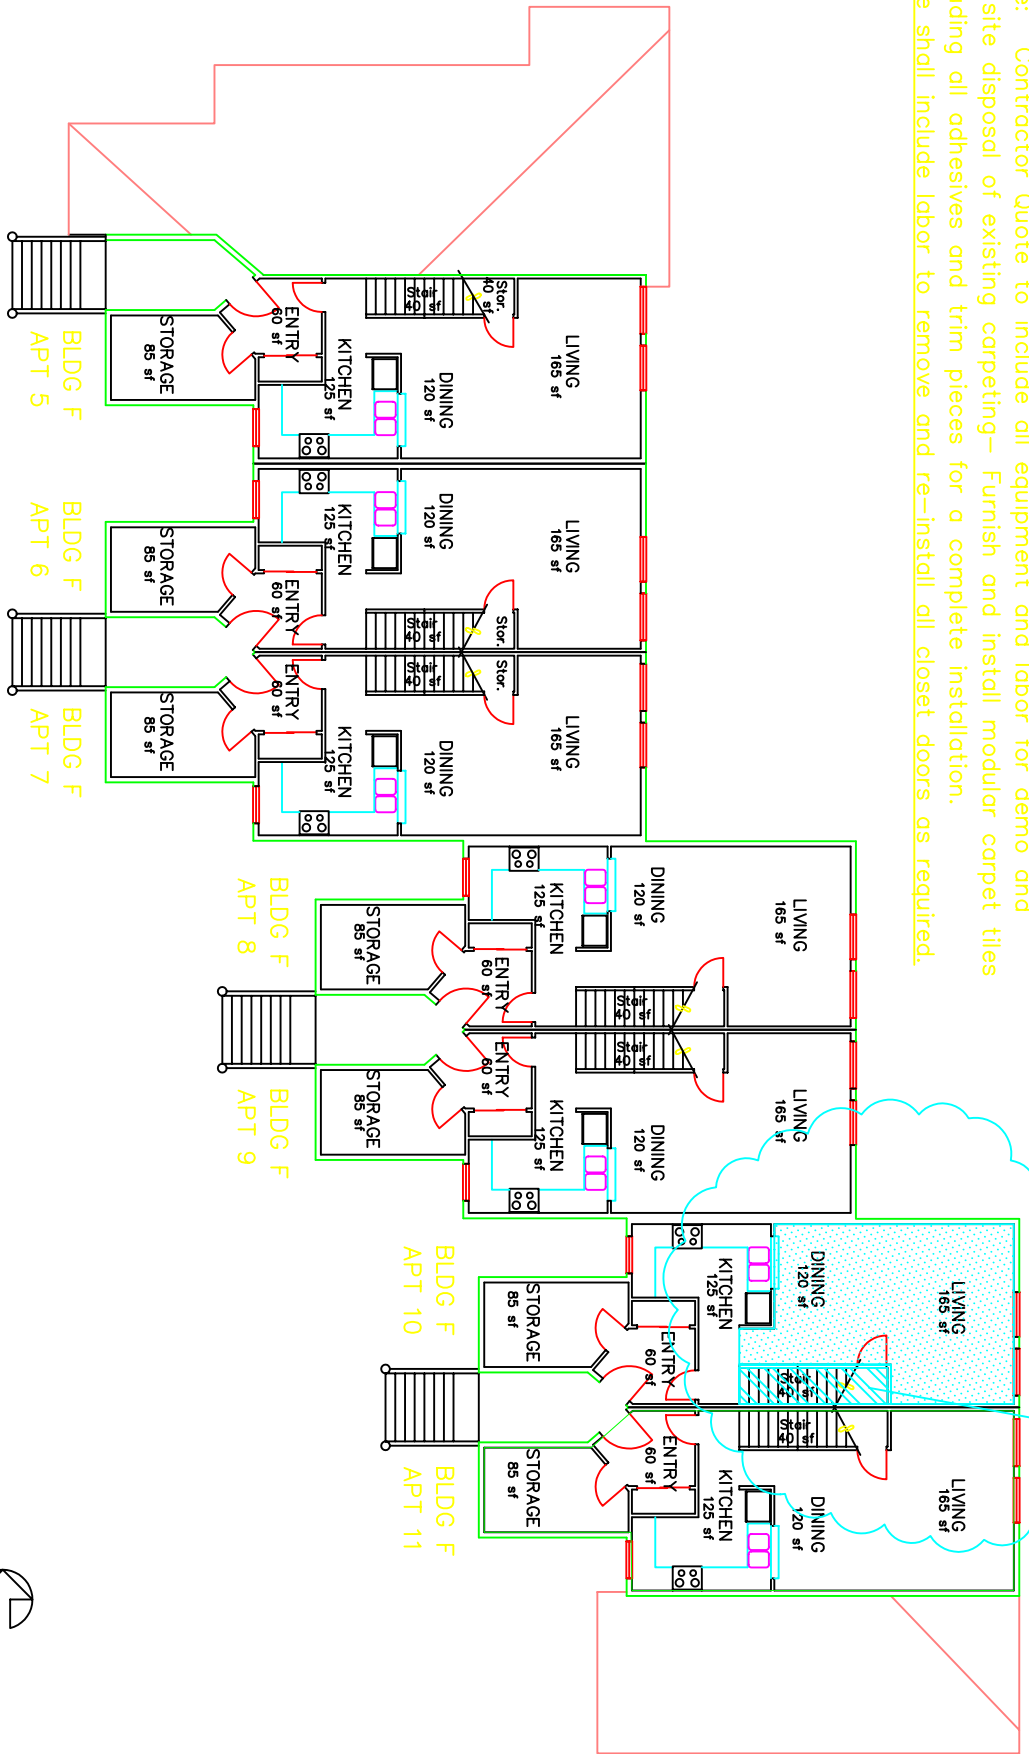 e: Contractor Quote to include all equipment and labor for demo and
site disposal of existing carpeting- Furnish and install modular carpet tiles
ading all adhesives and trim pieces for a complete installation.
e shall include labor to remove and re-install all closet doors as required.
Stor.
40 sf
Stair
40 sf
LIVING
165 sf
DINING
120 sf
KITCHEN
125 sf
ENTRY
60 sf
STORAGE
85 sf
BLDG F
APT 5
LIVING
165 sf
DINING
120 sf
KITCHEN
125 sf
Stor.
Stair
40 sf
ENTRY
60 sf
STORAGE
85 sf
BLDG F
APT 6
Stor.
Stair
40 sf
LIVING
165 sf
DINING
120 sf
KITCHEN
125 sf
ENTRY
60 sf
STORAGE
85 sf
BLDG F
APT 7
LIVING
165 sf
DINING
120 sf
KITCHEN
125 sf
Stair
40 sf
ENTRY
60 sf
STORAGE
85 sf
BLDG F
APT 8
Stair
40 sf
LIVING
165 sf
DINING
120 sf
KITCHEN
125 sf
ENTRY
60 sf
STORAGE
85 sf
BLDG F
APT 9
LIVING
165 sf
DINING
120 sf
KITCHEN
125 sf
Stair
40 sf
ENTRY
60 sf
STORAGE
85 sf
BLDG F
APT 10
Stair
40 sf
LIVING
165 sf
DINING
120 sf
KITCHEN
125 sf
ENTRY
60 sf
STORAGE
85 sf
BLDG F
APT 11